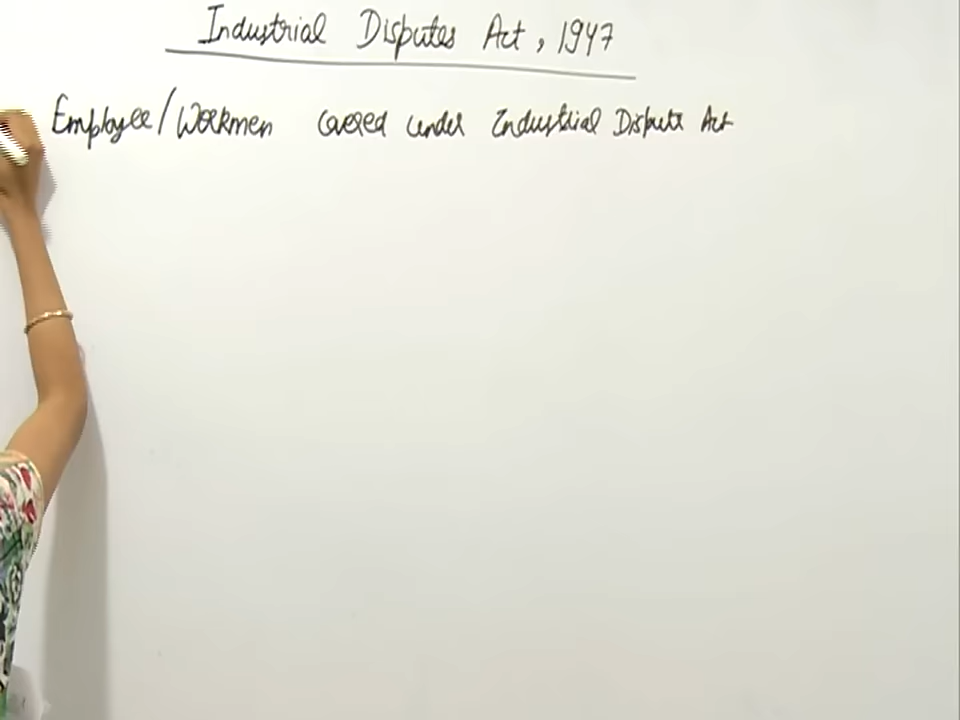 Industrial Disputes Act, 1947
Employee/Workmen covered under Industrial Dispute Act